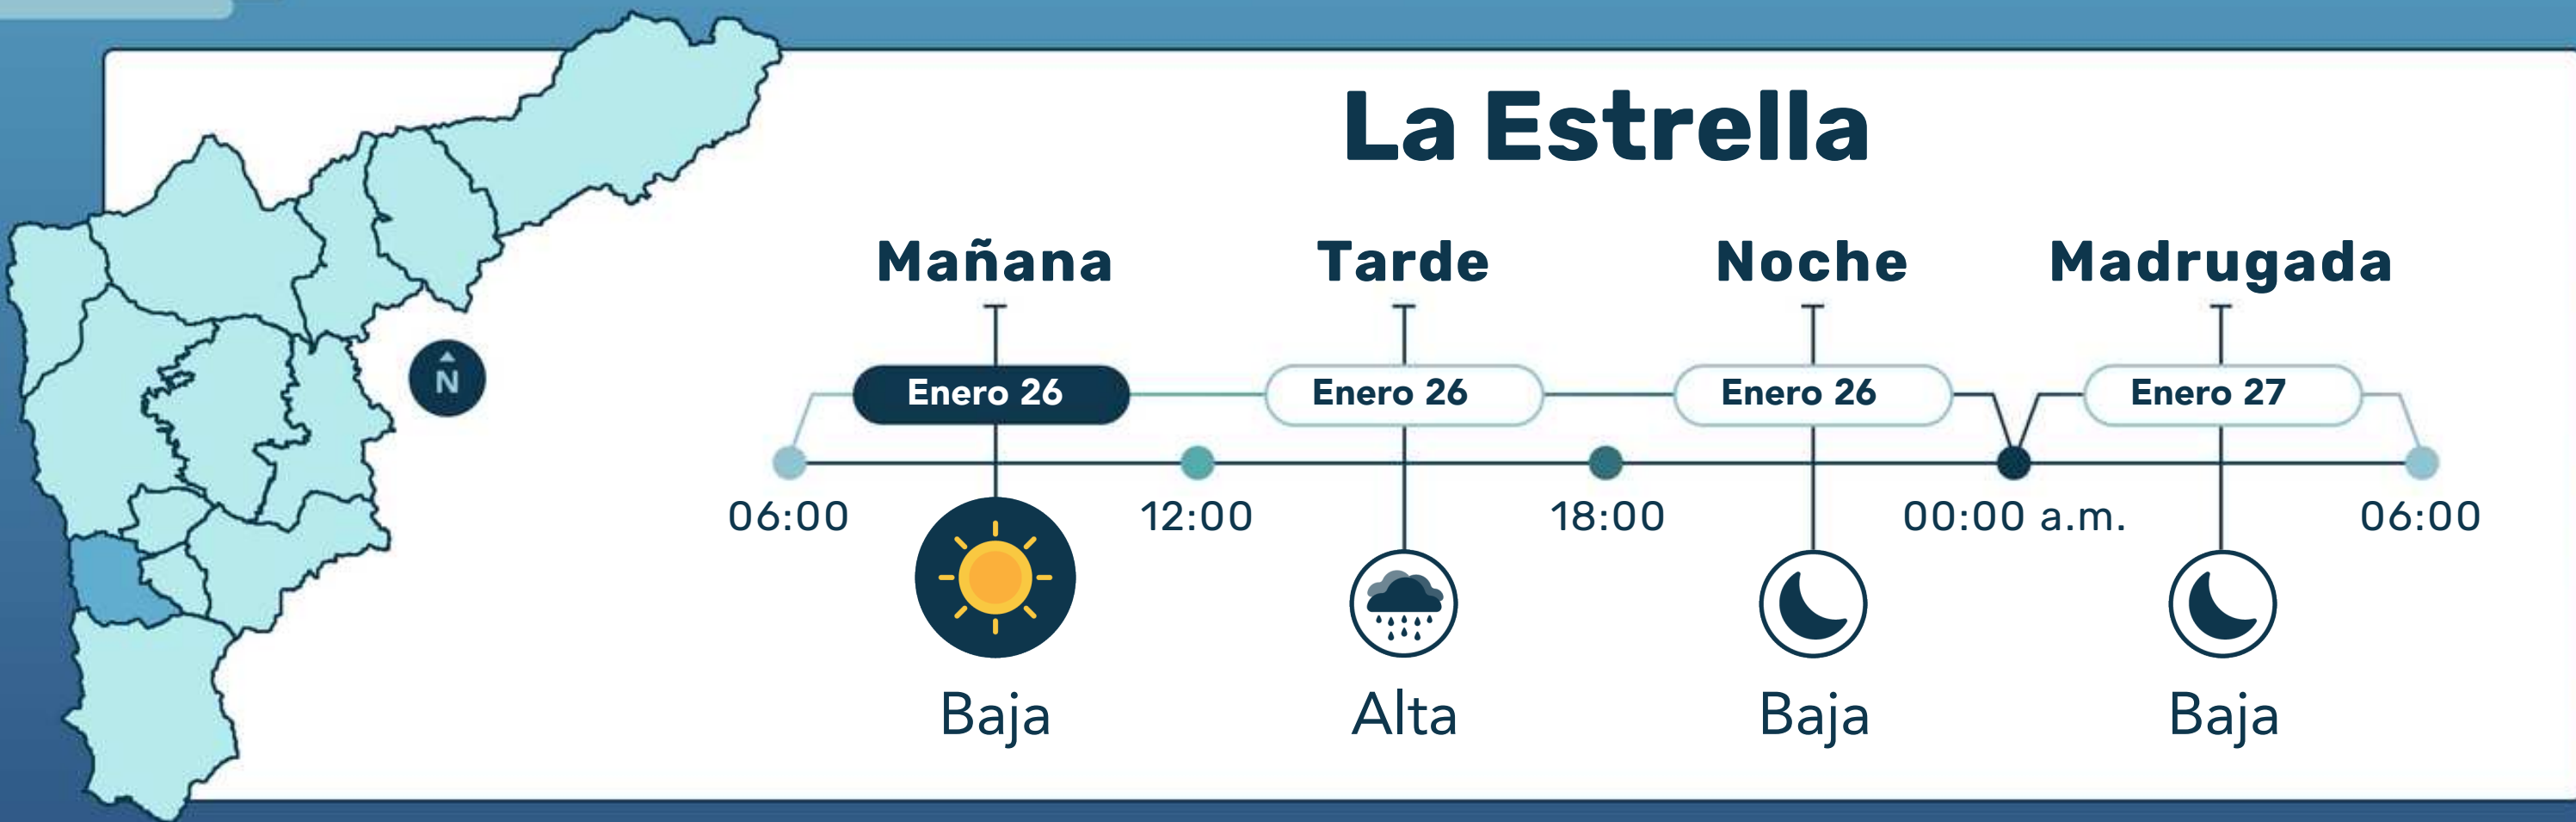 La Estrella
Mañana Tarde Noche Madrugada
N
Enero 26 Enero 26 Enero 26 Enero 27
06:00 12:00 18:00 00:00 a.m. 06:00
Baja Alta Baja Baja